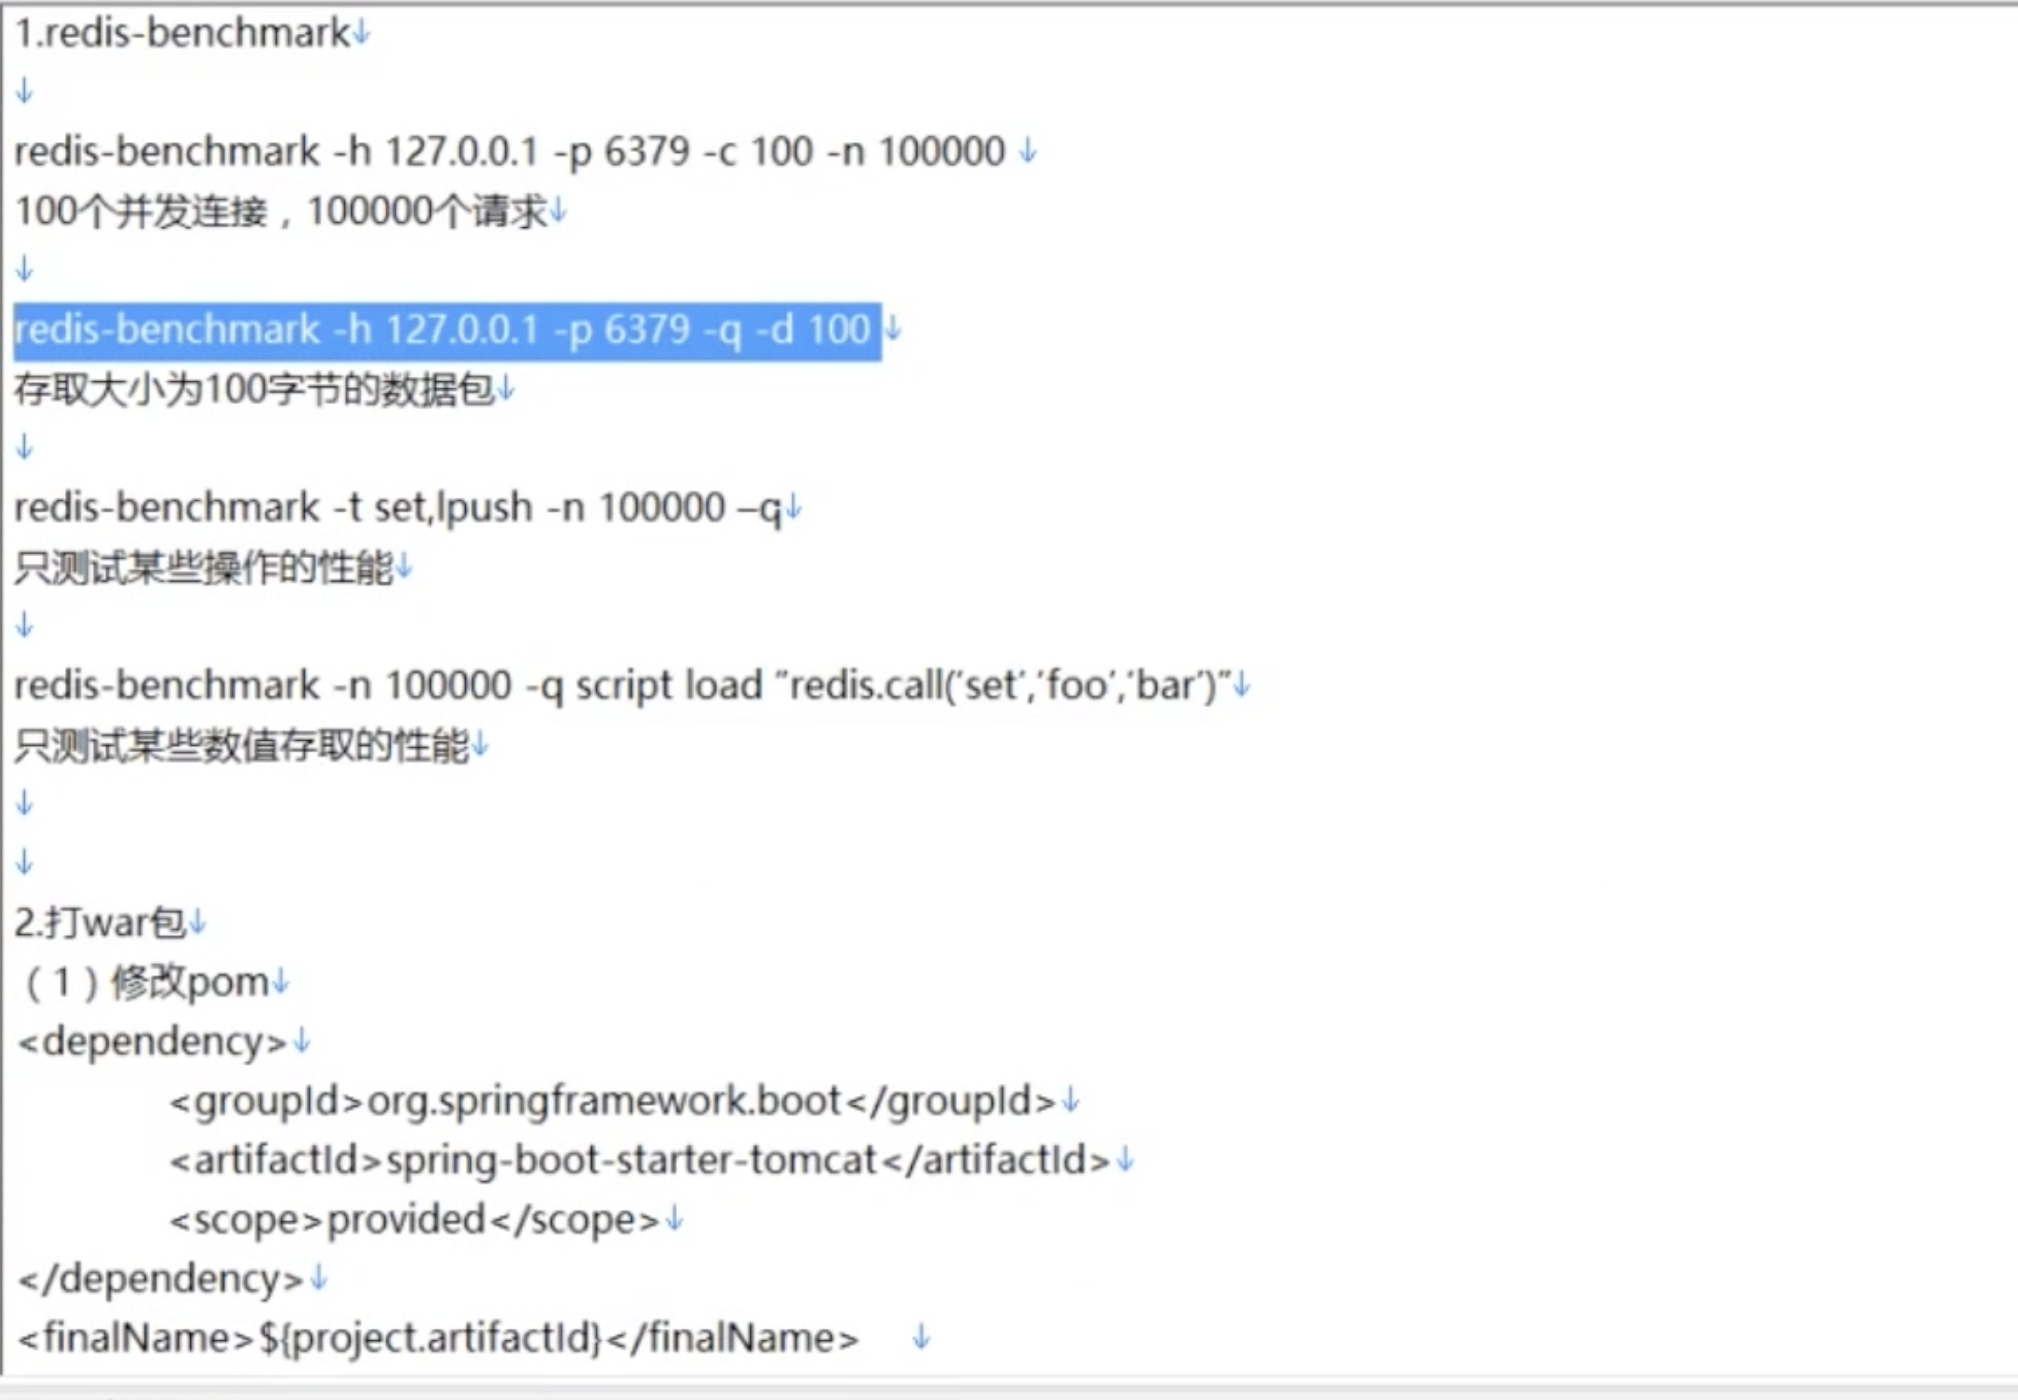 1.redis-benchmark↓
↓
redis-benchmark -h 127.0.0.1 -p 6379 -c 100 -n 100000 ↓
100个并发连接，100000个请求↓
↓
redis-benchmark -h 127.0.0.1 -p 6379 -q -d 100 ↓
存取大小为100字节的数据包↓
↓
redis-benchmark -t set,lpush -n 100000 –q↓
只测试某些操作的性能↓
↓
redis-benchmark -n 100000 -q script load "redis.call('set','foo','bar')"↓
只测试某些数值存取的性能↓
↓
↓
2.打war包↓
（1）修改pom↓
<dependency>↓
<groupId>org.springframework.boot</groupId>↓
<artifactId>spring-boot-starter-tomcat</artifactId>↓
<scope>provided</scope>↓
</dependency>↓
<finalName>${project.artifactId}</finalName> ↓